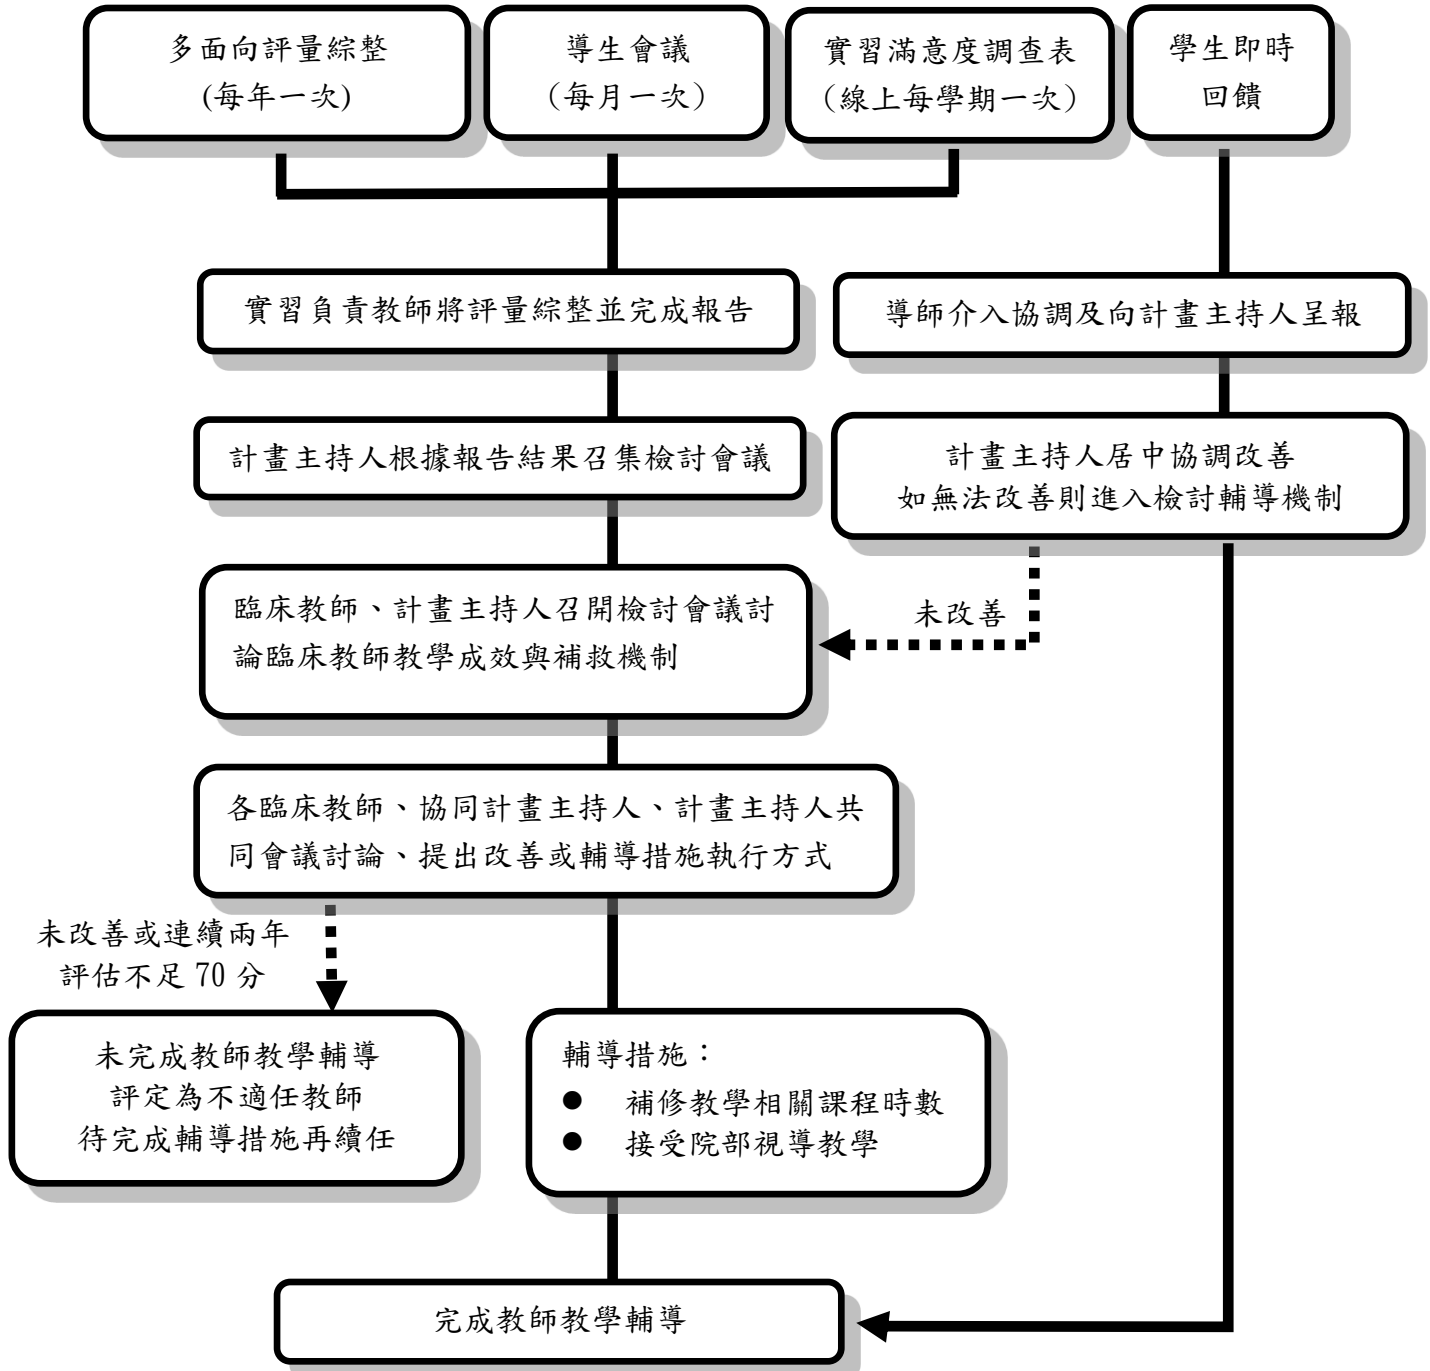 多面向評量綜整
(每年一次)
導生會議
（每月一次）
實習滿意度調查表
（線上每學期一次）
學生即時
回饋
實習負責教師將評量綜整並完成報告
導師介入協調及向計畫主持人呈報
計畫主持人根據報告結果召集檢討會議
計畫主持人居中協調改善
如無法改善則進入檢討輔導機制
臨床教師、計畫主持人召開檢討會議討
論臨床教師教學成效與補救機制
未改善
各臨床教師、協同計畫主持人、計畫主持人共
同會議討論、提出改善或輔導措施執行方式
未改善或連續兩年
評估不足 70 分
未完成教師教學輔導
評定為不適任教師
待完成輔導措施再續任
輔導措施：
● 補修教學相關課程時數
● 接受院部視導教學
完成教師教學輔導